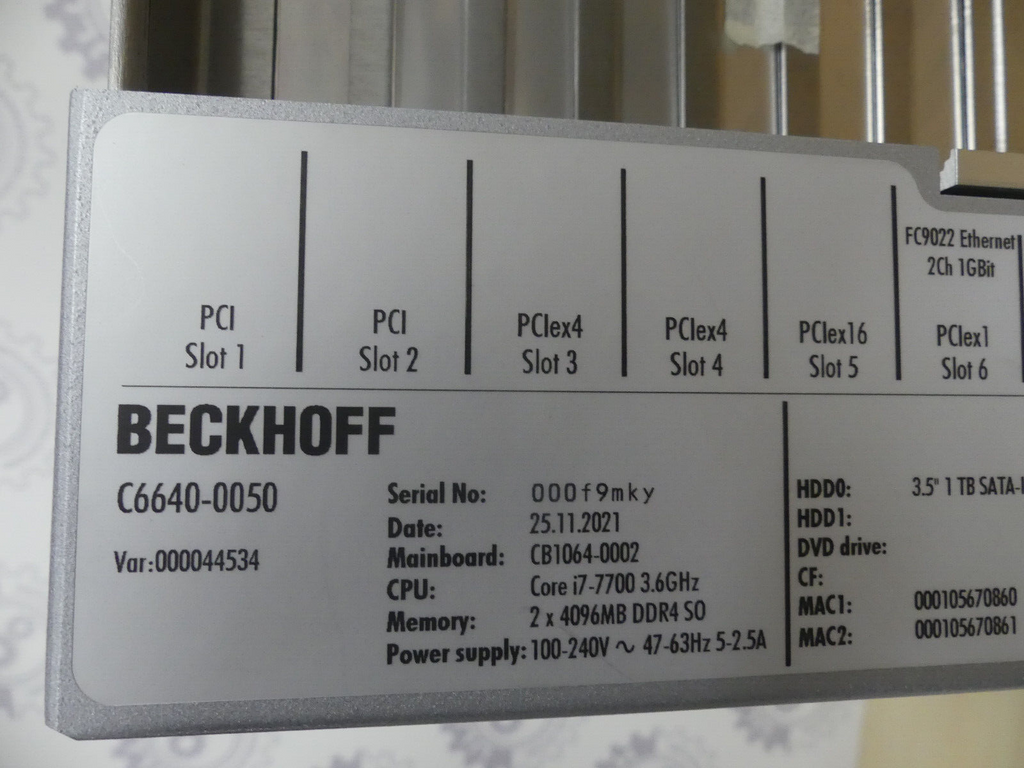 FC9022 Ethernet
2Ch 1GBit
PCI
Slot 1
PCI
Slot 2
PCIex4
Slot 3
PCIex4
Slot 4
PCIex16
Slot 5
PCIex1
Slot 6
BECKHOFF
C6640-0050
Var:000044534
Serial No: 000f9mky
Date: 25.11.2021
Mainboard: CB1064-0002
CPU: Core i7-7700 3.6GHz
Memory: 2 x 4096MB DDR4 SO
Power supply: 100-240V ~ 47-63Hz 5-2.5A
HDD0: 3.5" 1 TB SATA-
HDD1:
DVD drive:
CF:
MAC1: 000105670860
MAC2: 000105670861